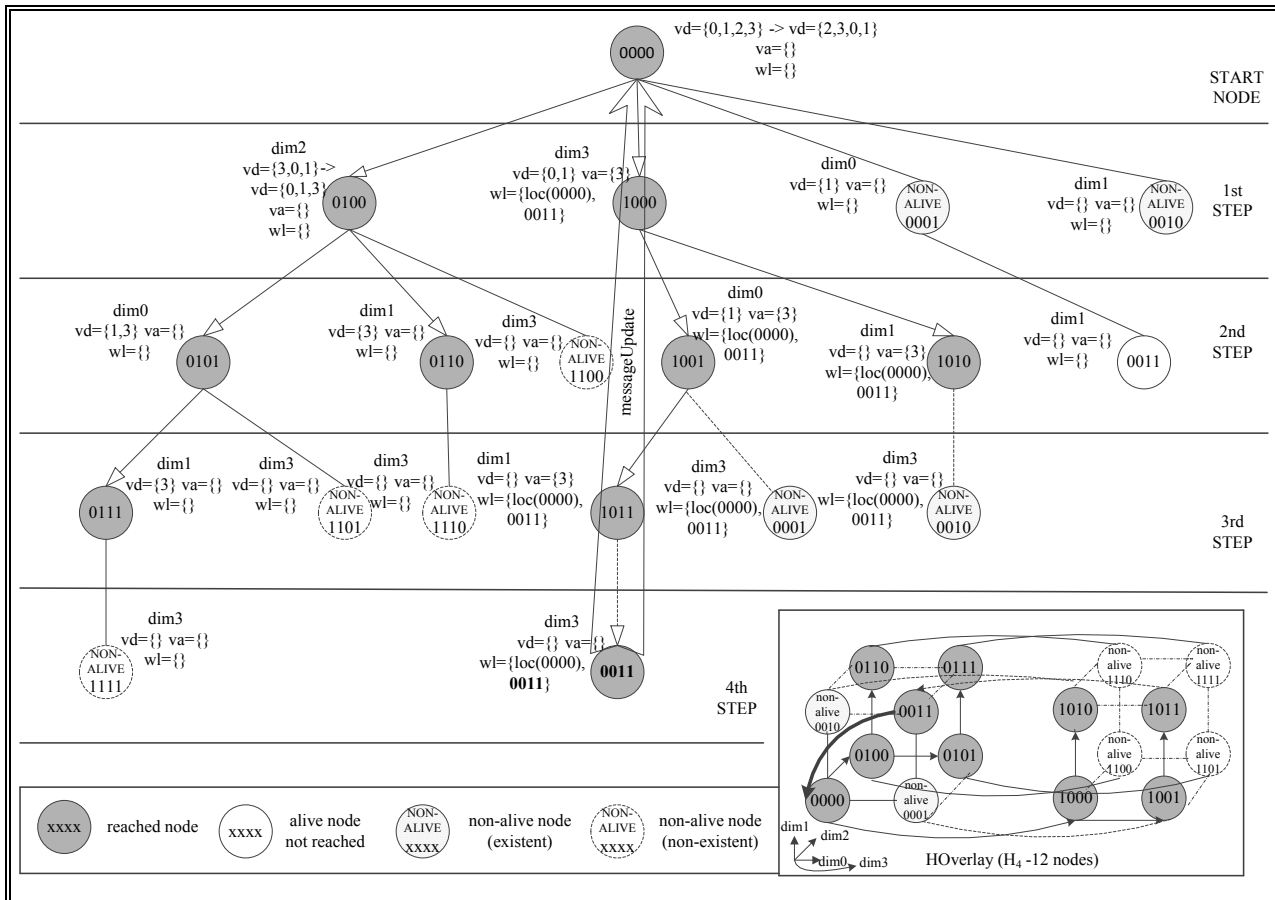 vd={0,1,2,3} -> vd={2,3,0,1}
va={}
wl={}
0000
START
NODE
dim2
vd={3,0,1}->
vd={0,1,3}
va={}
wl={}
0100
dim3
vd={0,1} va={3}
wl={loc(0000),
0011}
1000
dim0
vd={1} va={}
wl={}
NON-
ALIVE
0001
dim1
vd={} va={}
wl={}
NON-
ALIVE
0010
1st
STEP
dim0
vd={1,3} va={}
wl={}
0101
dim1
vd={3} va={}
wl={}
0110
dim3
vd={} va={}
wl={}
NON-
ALIVE
1100
messageUpdate
dim0
vd={1} va={3}
wl={loc(0000),
0011}
1001
dim1
vd={} va={3}
wl={loc(0000),
0011}
1010
dim1
vd={} va={}
wl={}
0011
2nd
STEP
dim1
vd={3} va={}
wl={}
0111
dim3
vd={} va={}
wl={}
NON-
ALIVE
1101
dim3
vd={} va={}
wl={}
NON-
ALIVE
1110
dim1
vd={} va={3}
wl={loc(0000),
0011}
1011
dim3
vd={} va={}
wl={loc(0000),
0011}
NON-
ALIVE
0001
dim3
vd={} va={}
wl={loc(0000),
0011}
NON-
ALIVE
0010
3rd
STEP
dim3
vd={} va={}
wl={}
NON-
ALIVE
1111
dim3
vd={} va={}
wl={loc(0000),
0011}
0011
4th
STEP
0110
0111
non-
alive
1110
non-
alive
1111
non-
alive
0010
0011
1010
1011
0100
0101
non-
alive
1100
non-
alive
1101
0000
non-
alive
0001
1000
1001
dim1
dim2
dim0
dim3
HOverlay (H4 -12 nodes)
xxxx
reached node
xxxx
alive node
not reached
NON-
ALIVE
xxxx
non-alive node
(existent)
NON-
ALIVE
xxxx
non-alive node
(non-existent)